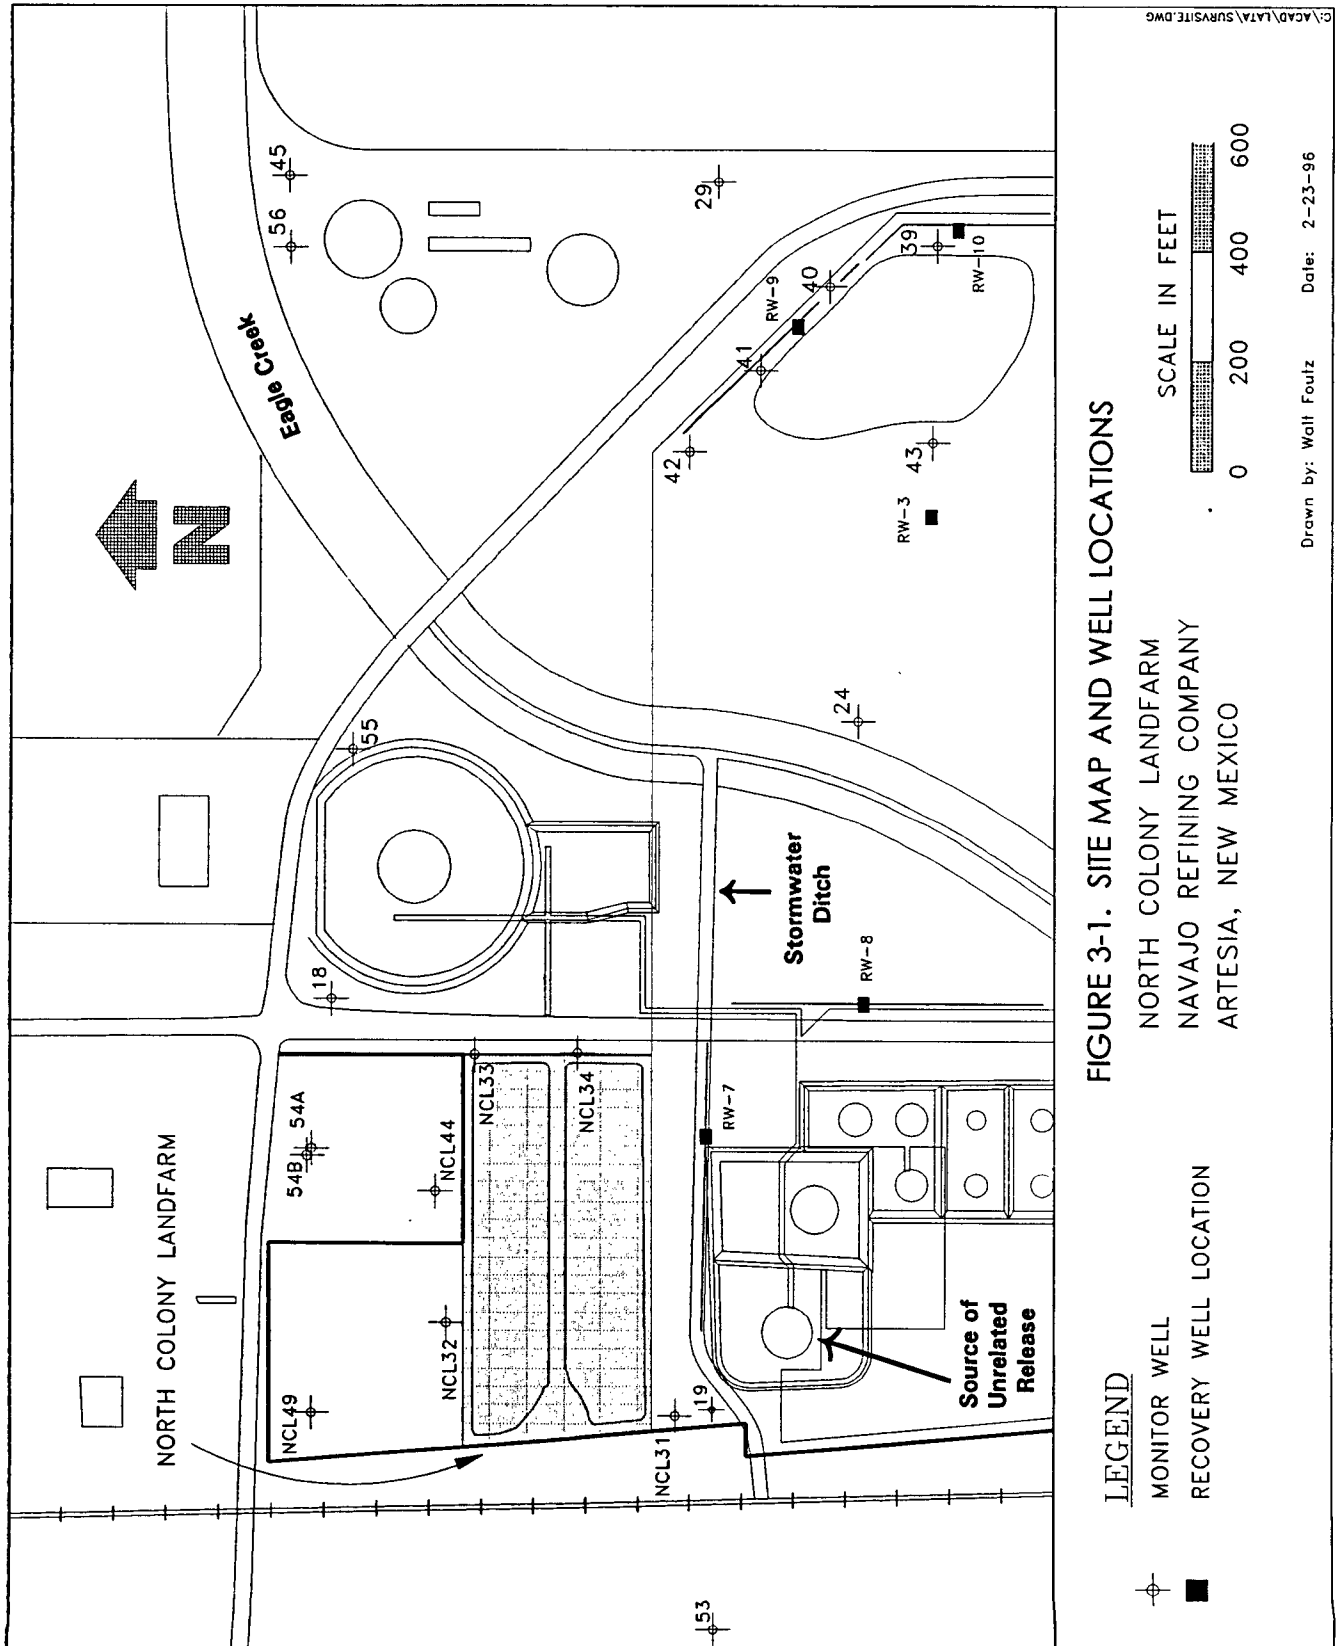 N
Eagle Creek
56
45
29
NORTH COLONY LANDFARM
54B
54A
18
55
NCL49
NCL32
NCL44
NCL33
NCL34
NCL31
19
53
RW-7
Stormwater
Ditch
RW-8
24
42
41
RW-9
40
39
RW-10
43
RW-3
Source of
Unrelated
Release
FIGURE 3-1. SITE MAP AND WELL LOCATIONS
NORTH COLONY LANDFARM
NAVAJO REFINING COMPANY
ARTESIA, NEW MEXICO
LEGEND
MONITOR WELL
RECOVERY WELL LOCATION
SCALE IN FEET
0 200 400 600
Drawn by: Walt Foutz Date: 2-23-96
C:\ACAD\LATA\SURVSITE.DWG